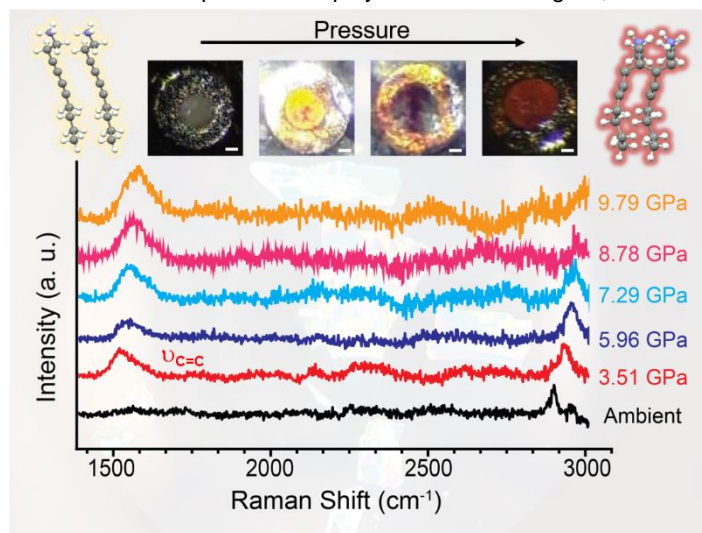 Pressure
9.79 GPa
8.78 GPa
7.29 GPa
5.96 GPa
υC=C
3.51 GPa
Ambient
Intensity (a. u.)
1500 2000 2500 3000
Raman Shift (cm⁻¹)